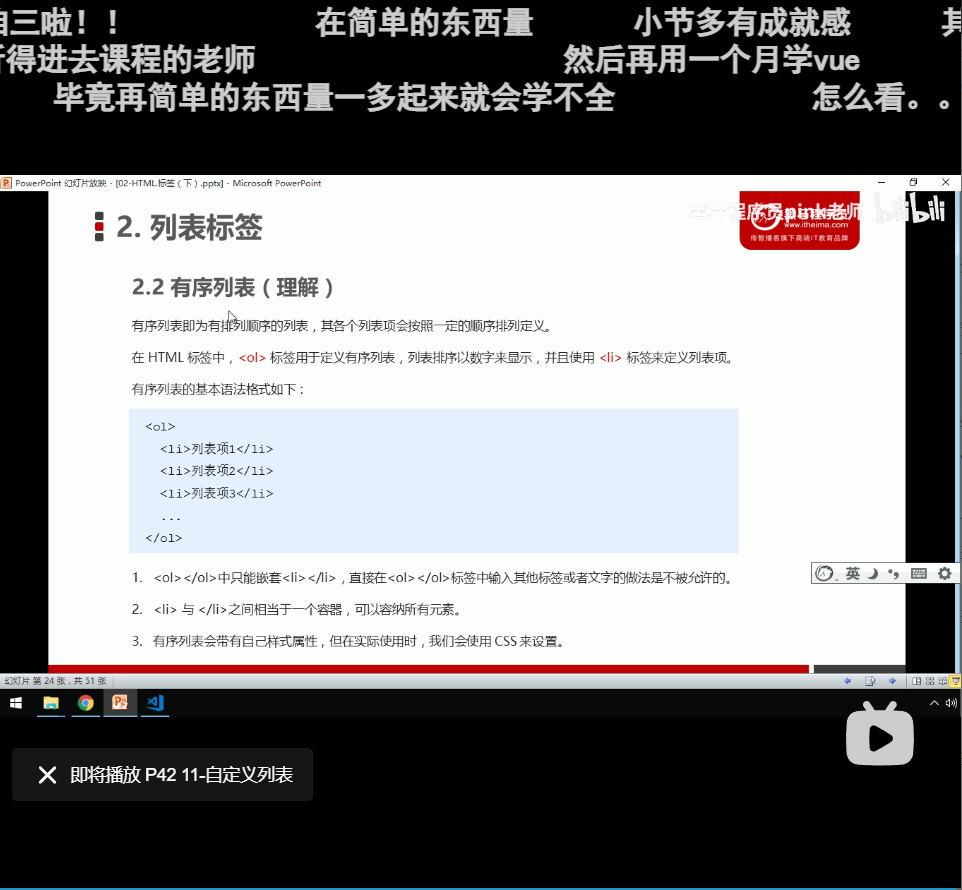 三啦！！
在简单的东西量
小节多有成就感
得进去课程的老师
然后再用一个月学vue
毕竟再简单的东西量一多起来就会学不全
怎么看。。
PowerPoint 幻灯片放映 - [02-HTML标签（下）.pptx] - Microsoft PowerPoint
2. 列表标签
程序员pink老师
bilibili
www.itheima.com
传智播客旗下高端IT教育品牌
2.2 有序列表（理解）
有序列表即为有排列顺序的列表，其各个列表项会按照一定的顺序排列定义。
在 HTML 标签中，<ol> 标签用于定义有序列表，列表排序以数字来显示，并且使用 <li> 标签来定义列表项。
有序列表的基本语法格式如下：
<ol>
<li>列表项1</li>
<li>列表项2</li>
<li>列表项3</li>
...
</ol>
1. <ol></ol>中只能嵌套<li></li>，直接在<ol></ol>标签中输入其他标签或者文字的做法是不被允许的。
英
2. <li> 与 </li>之间相当于一个容器，可以容纳所有元素。
3. 有序列表会带有自己样式属性，但在实际使用时，我们会使用 CSS 来设置。
幻灯片 第 24 张，共 51 张
即将播放 P42 11-自定义列表